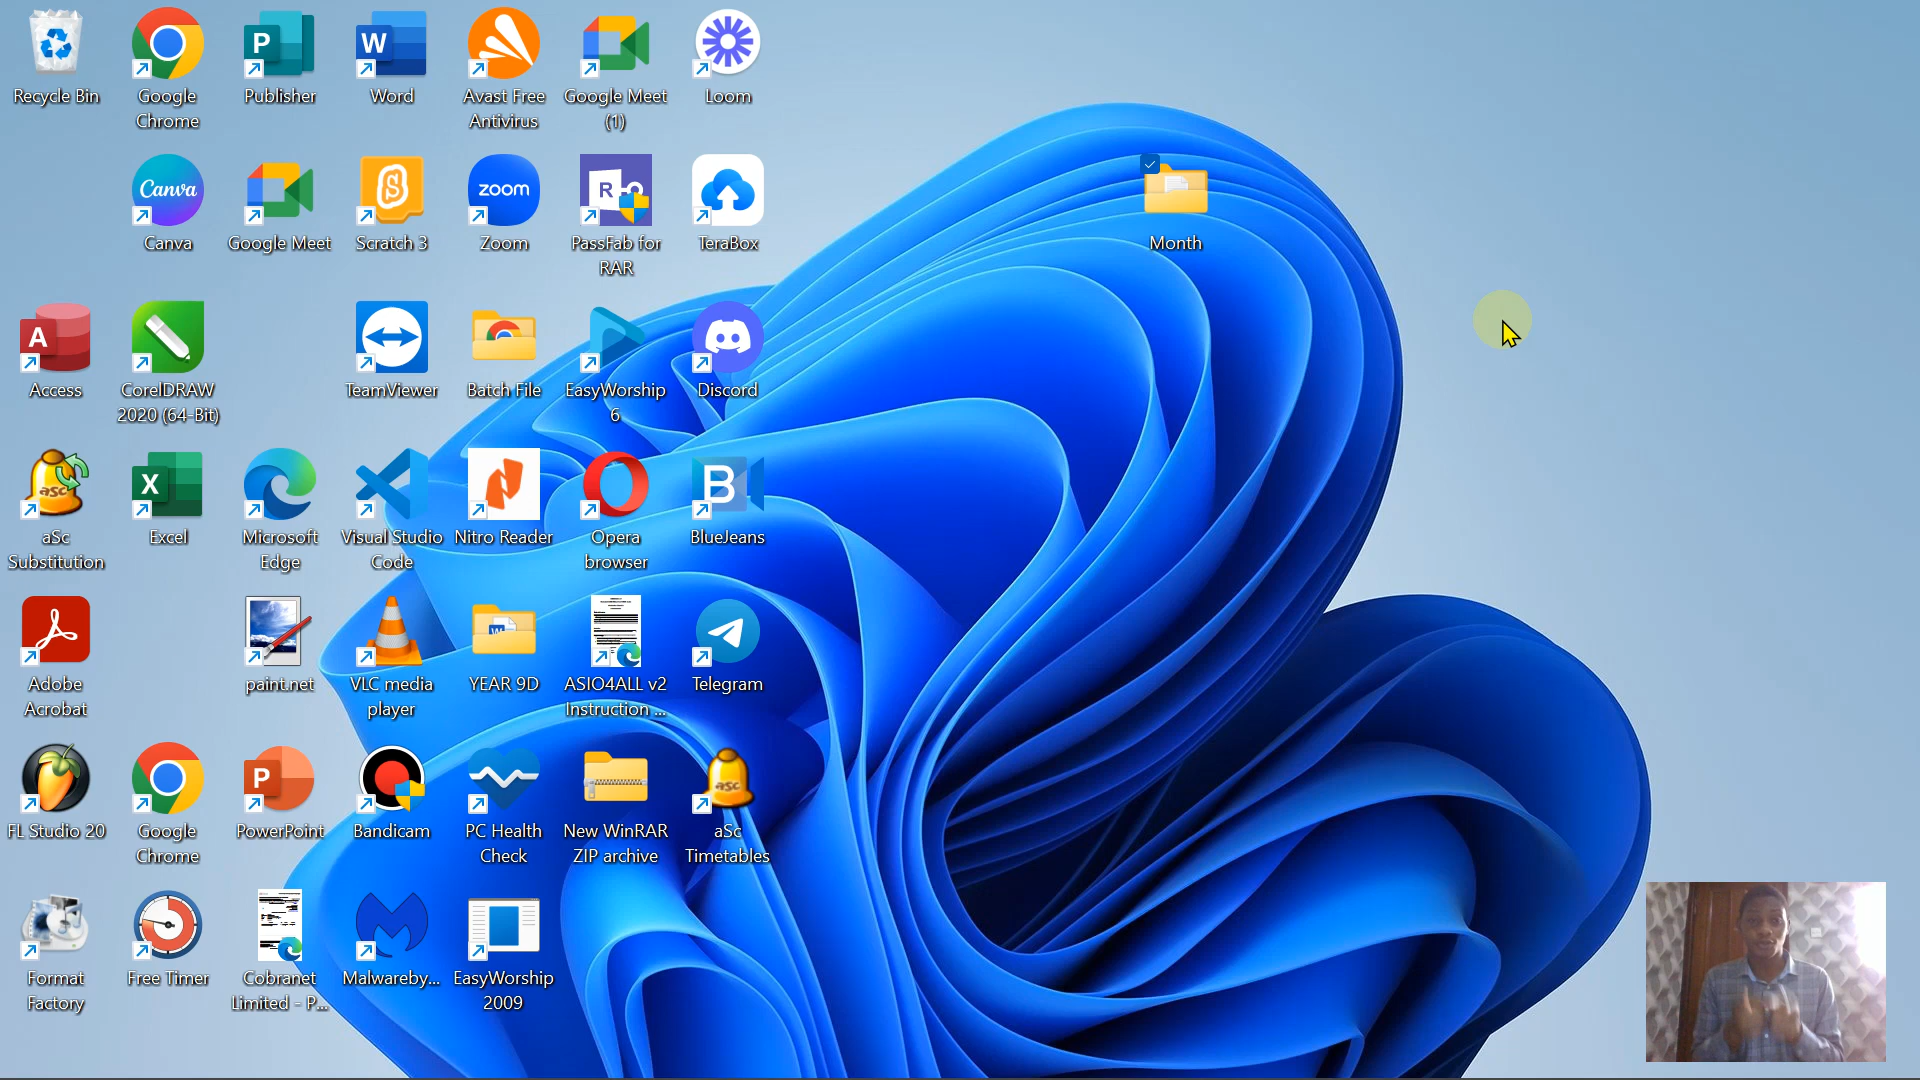 Recycle Bin
Google
Chrome
Publisher
Word
Avast Free
Antivirus
Google Meet
(1)
Loom
Canva
Google Meet
Scratch 3
Zoom
PassFab for
RAR
TeraBox
Month
Access
CorelDRAW
2020 (64-Bit)
TeamViewer
Batch File
EasyWorship
6
Discord
aSc
Substitution
Excel
Microsoft
Edge
Visual Studio
Code
Nitro Reader
Opera
browser
BlueJeans
Adobe
Acrobat
paint.net
VLC media
player
YEAR 9D
ASIO4ALL v2
Instruction ...
Telegram
FL Studio 20
Google
Chrome
PowerPoint
Bandicam
PC Health
Check
New WinRAR
ZIP archive
aSc
Timetables
Format
Factory
Free Timer
Cobranet
Limited - P...
Malwareby...
EasyWorship
2009